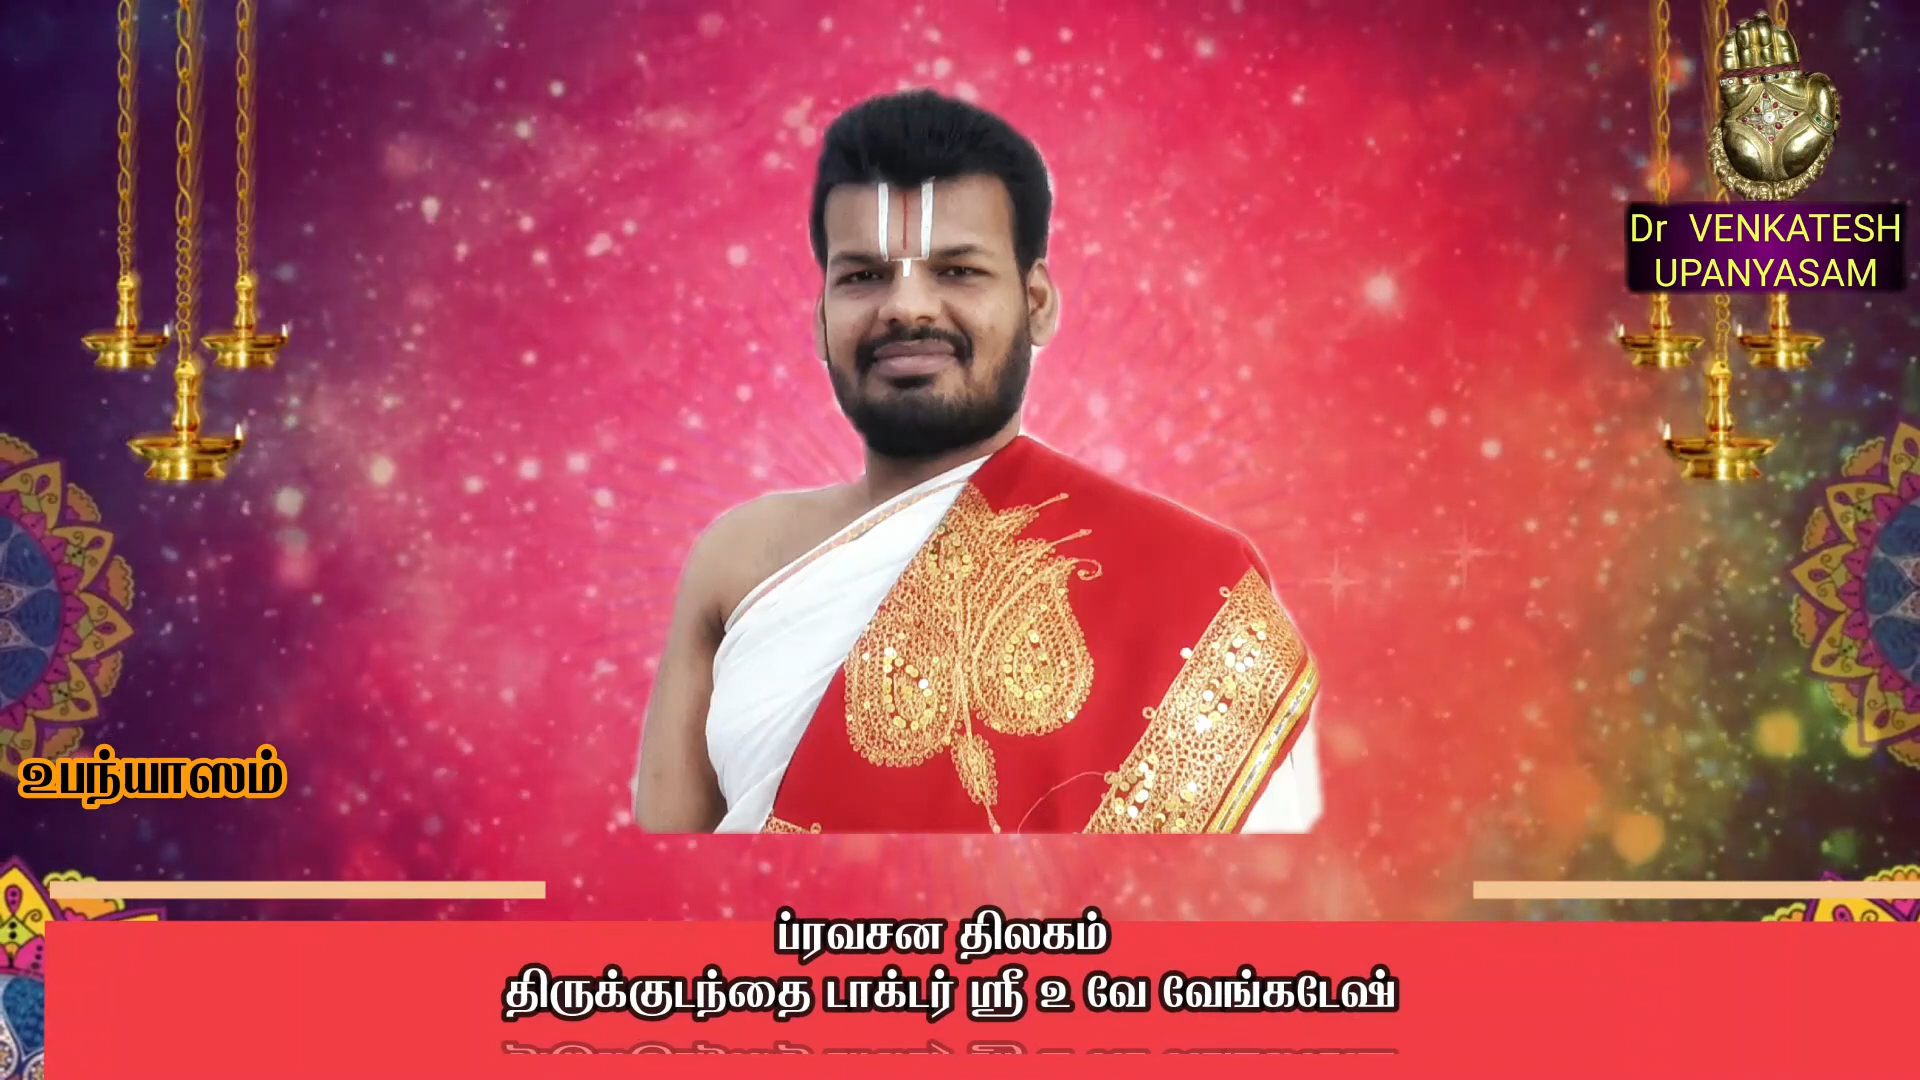 Dr VENKATESH
UPANYASAM
உபந்யாஸம்
ப்ரவசன திலகம்
திருக்குடந்தை டாக்டர் ஸ்ரீ உ வே வேங்கடேஷ்